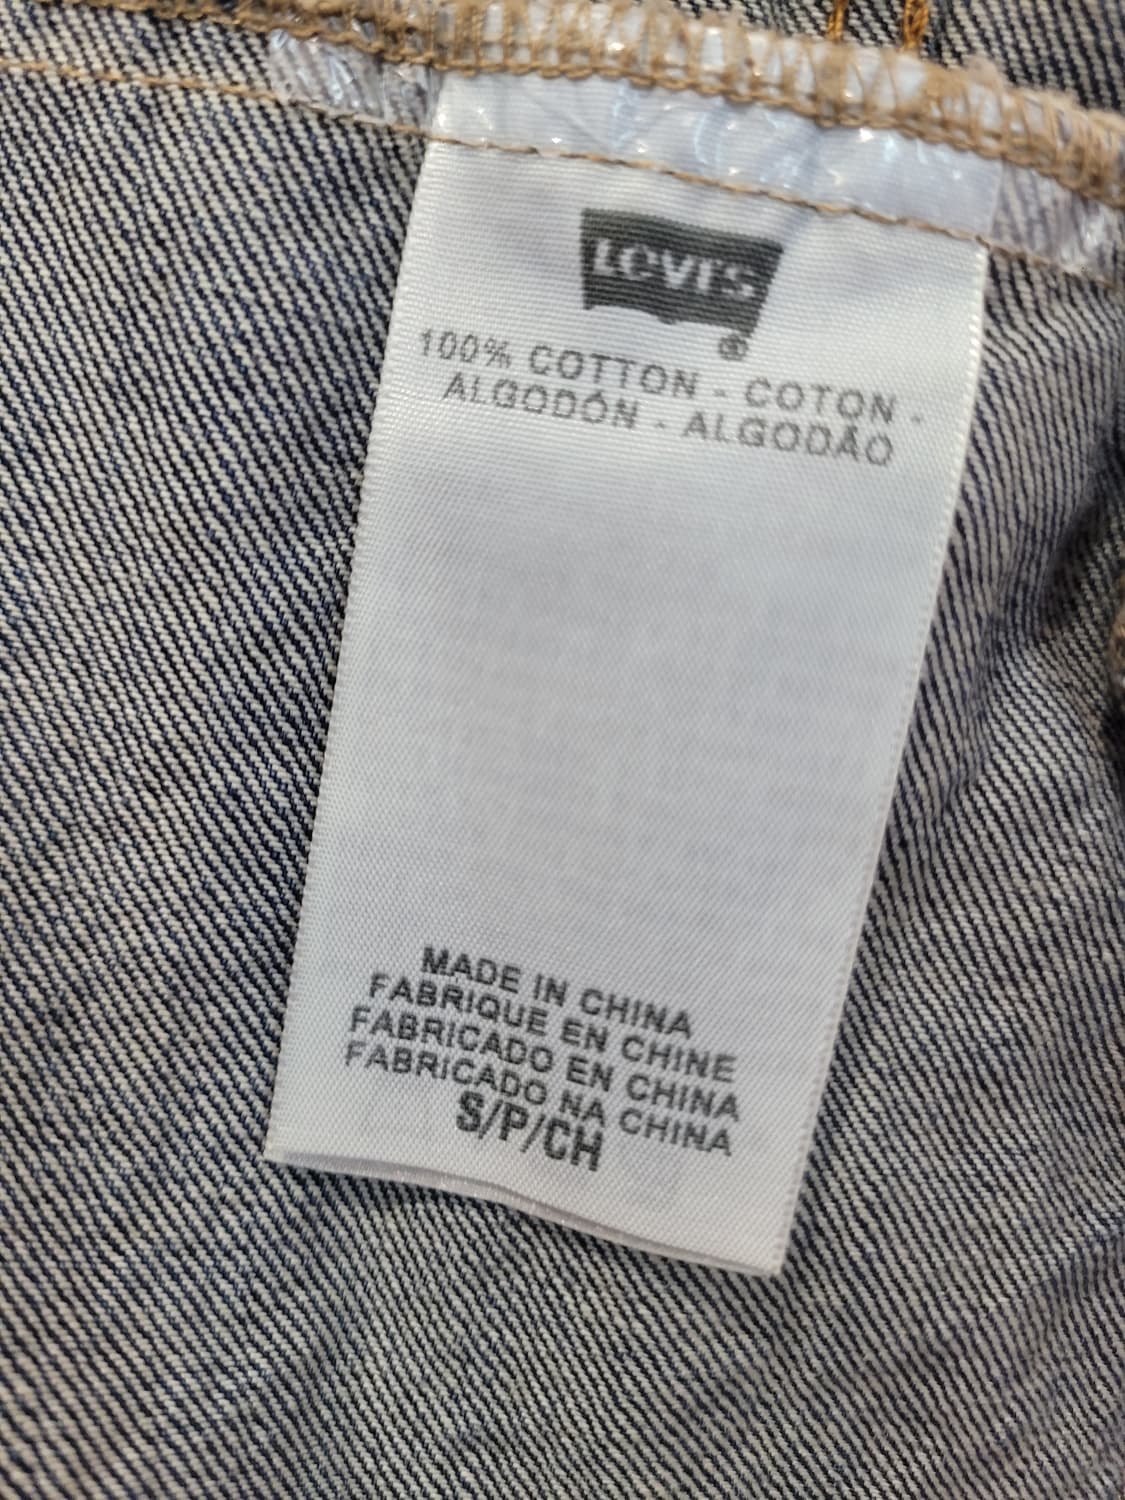 LEVI'S
®
100% COTTON - COTON -
ALGODÓN - ALGODÃO
MADE IN CHINA
FABRIQUE EN CHINE
FABRICADO EN CHINA
FABRICADO NA CHINA
S/P/CH